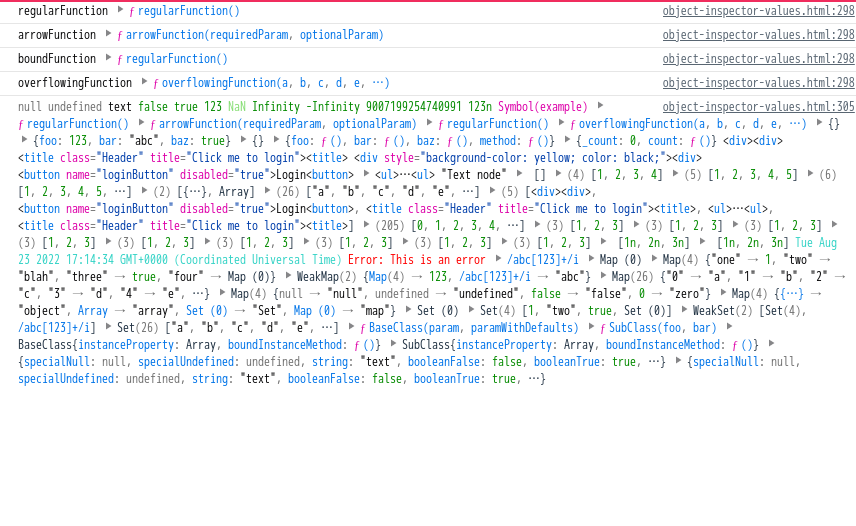 regularFunction ▶ ƒ regularFunction() object-inspector-values.html:298
arrowFunction ▶ ƒ arrowFunction(requiredParam, optionalParam) object-inspector-values.html:298
boundFunction ▶ ƒ regularFunction() object-inspector-values.html:298
overflowingFunction ▶ ƒ overflowingFunction(a, b, c, d, e, …) object-inspector-values.html:298
null undefined text false true 123 NaN Infinity -Infinity 9007199254740991 123n Symbol(example) ▶ object-inspector-values.html:305
ƒ regularFunction() ▶ ƒ arrowFunction(requiredParam, optionalParam) ▶ ƒ regularFunction() ▶ ƒ overflowingFunction(a, b, c, d, e, …) ▶ {}
▶ {foo: 123, bar: "abc", baz: true} ▶ {} ▶ {foo: ƒ (), bar: ƒ (), baz: ƒ (), method: ƒ ()} ▶ {_count: 0, count: ƒ ()} <div><div>
<title class="Header" title="Click me to login"><title> <div style="background-color: yellow; color: black;"><div>
<button name="loginButton" disabled="true">Login<button> ▶ <ul>…<ul> "Text node" ▶ [] ▶ (4) [1, 2, 3, 4] ▶ (5) [1, 2, 3, 4, 5] ▶ (6)
[1, 2, 3, 4, 5, …] ▶ (2) [{…}, Array] ▶ (26) ["a", "b", "c", "d", "e", …] ▶ (5) [<div><div>,
<button name="loginButton" disabled="true">Login<button>, <title class="Header" title="Click me to login"><title>, <ul>…<ul>,
<title class="Header" title="Click me to login"><title>] ▶ (205) [0, 1, 2, 3, 4, …] ▶ (3) [1, 2, 3] ▶ (3) [1, 2, 3] ▶ (3) [1, 2, 3] ▶
(3) [1, 2, 3] ▶ (3) [1, 2, 3] ▶ (3) [1, 2, 3] ▶ (3) [1, 2, 3] ▶ (3) [1, 2, 3] ▶ (3) [1, 2, 3] ▶ [1n, 2n, 3n] ▶ [1n, 2n, 3n] Tue Aug
23 2022 17:14:34 GMT+0000 (Coordinated Universal Time) Error: This is an error ▶ /abc[123]+/i ▶ Map (0) ▶ Map(4) {"one" → 1, "two" →
"blah", "three" → true, "four" → Map (0)} ▶ WeakMap(2) {Map(4) → 123, /abc[123]+/i → "abc"} ▶ Map(26) {"0" → "a", "1" → "b", "2" →
"c", "3" → "d", "4" → "e", …} ▶ Map(4) {null → "null", undefined → "undefined", false → "false", 0 → "zero"} ▶ Map(4) {{…} →
"object", Array → "array", Set (0) → "Set", Map (0) → "map"} ▶ Set (0) ▶ Set(4) [1, "two", true, Set (0)] ▶ WeakSet(2) [Set(4),
/abc[123]+/i] ▶ Set(26) ["a", "b", "c", "d", "e", …] ▶ ƒ BaseClass(param, paramWithDefaults) ▶ ƒ SubClass(foo, bar) ▶
BaseClass{instanceProperty: Array, boundInstanceMethod: ƒ ()} ▶ SubClass{instanceProperty: Array, boundInstanceMethod: ƒ ()} ▶
{specialNull: null, specialUndefined: undefined, string: "text", booleanFalse: false, booleanTrue: true, …} ▶ {specialNull: null,
specialUndefined: undefined, string: "text", booleanFalse: false, booleanTrue: true, …}